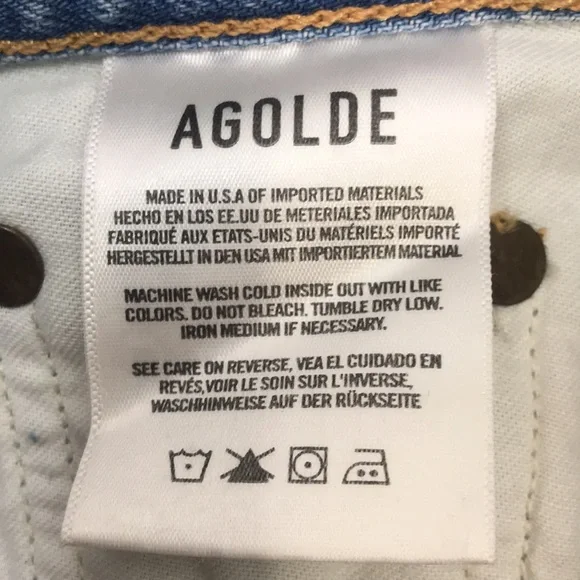 AGOLDE
MADE IN U.S.A OF IMPORTED MATERIALS
HECHO EN LOS EE.UU DE METERIALES IMPORTADA
FABRIQUÉ AUX ETATS-UNIS DU MATÉRIELS IMPORTÉ
HERGESTELLT IN DEN USA MIT IMPORTIERTEM MATERIAL
MACHINE WASH COLD INSIDE OUT WITH LIKE
COLORS. DO NOT BLEACH. TUMBLE DRY LOW.
IRON MEDIUM IF NECESSARY.
SEE CARE ON REVERSE, VEA EL CUIDADO EN
REVÉS,VOIR LE SOIN SUR L'INVERSE,
WASCHHINWEISE AUF DER RÜCKSEITE